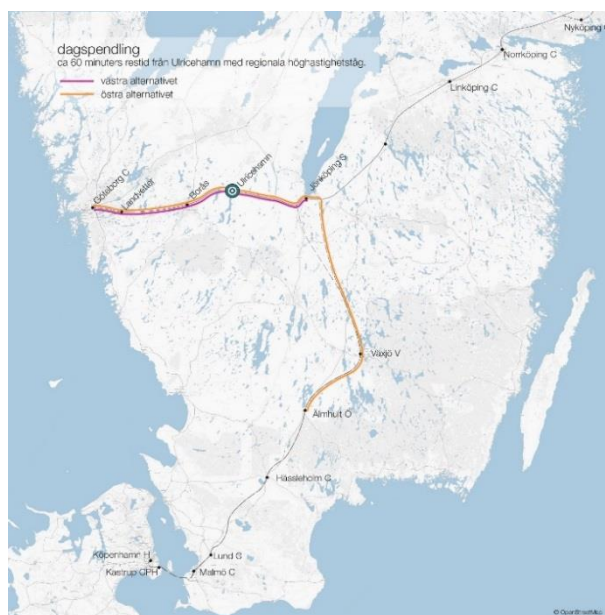 dagspendling
ca 60 minuters restid från Ulricehamn med regionala höghastighetståg.
västra alternativet
östra alternativet
Nyköping
Norrköping C
Linköping C
Göteborg C
Landvetter
Borås
Ulricehamn
Jönköping S
Växjö V
Älmhult Ö
Hässleholm C
Lund C
Malmö C
Köpenhamn H
Kastrup CPH
© OpenStreetMap